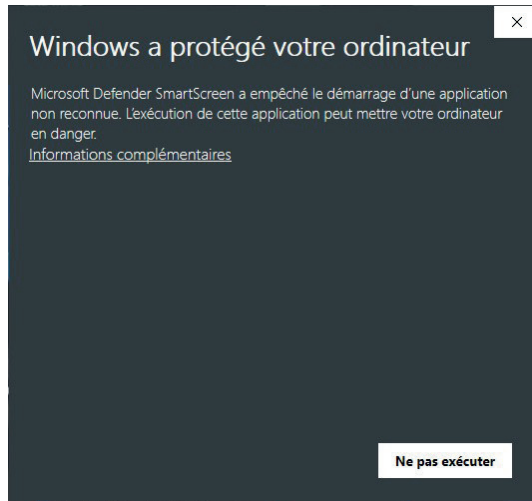 Windows a protégé votre ordinateur
Microsoft Defender SmartScreen a empêché le démarrage d'une application
non reconnue. L'exécution de cette application peut mettre votre ordinateur
en danger.
Informations complémentaires
Ne pas exécuter